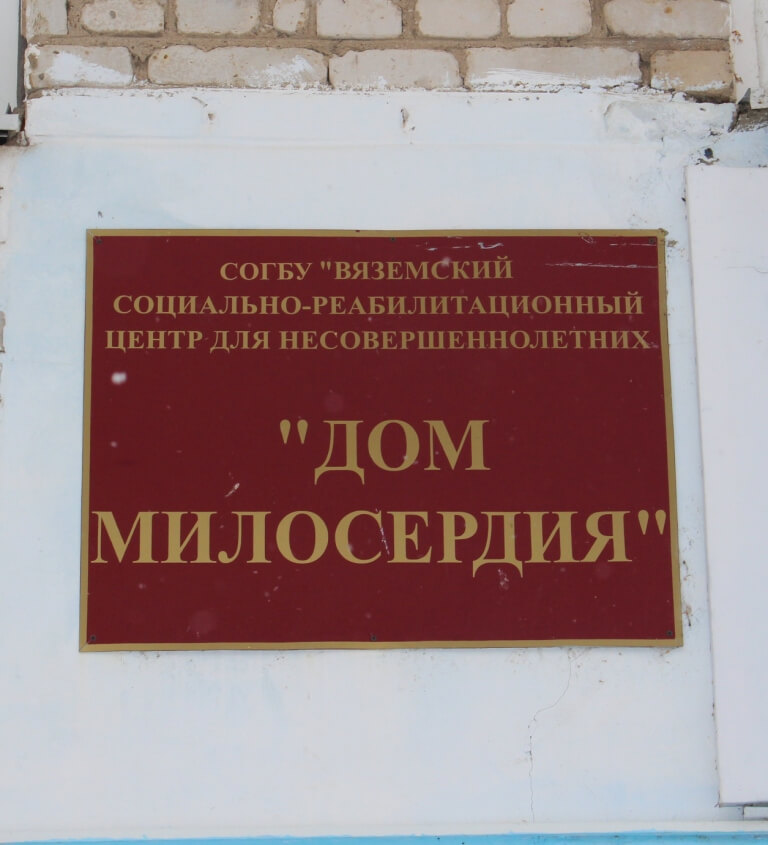 СОГБУ "ВЯЗЕМСКИЙ
СОЦИАЛЬНО-РЕАБИЛИТАЦИОННЫЙ
ЦЕНТР ДЛЯ НЕСОВЕРШЕННОЛЕТНИХ
"ДОМ
МИЛОСЕРДИЯ"